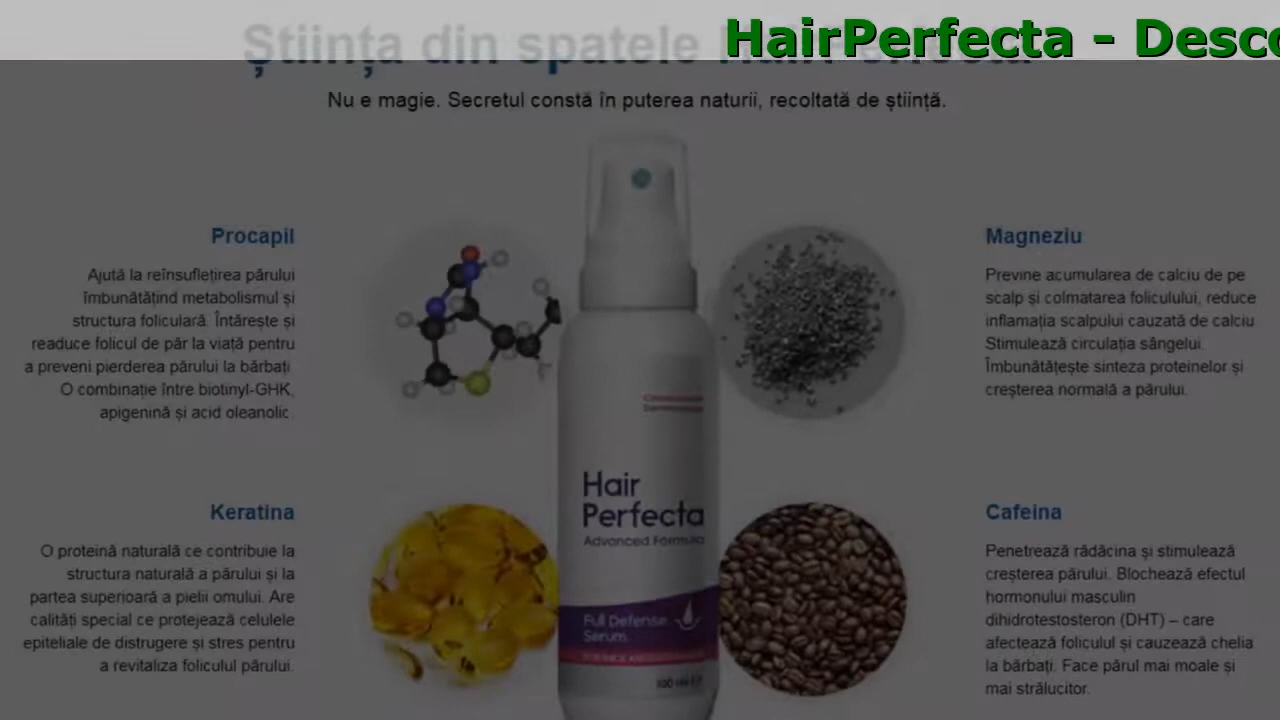 HairPerfecta - Desco
Știința din spatele
Nu e magie. Secretul constă în puterea naturii, recoltată de știință.
Procapil
Ajută la reînsuflețirea părului
îmbunătățind metabolismul și
structura foliculară. Întărește și
readuce folicul de păr la viață pentru
a preveni pierderea părului la bărbați.
O combinație între biotinyl-GHK,
apigenină și acid oleanolic.
Magneziu
Previne acumularea de calciu de pe
scalp și colmatarea foliculului, reduce
inflamația scalpului cauzată de calciu.
Stimulează circulația sângelui.
Îmbunătățește sinteza proteinelor și
creșterea normală a părului.
Keratina
O proteină naturală ce contribuie la
structura naturală a părului și la
partea superioară a pielii omului. Are
calități special ce protejează celulele
epiteliale de distrugere și stres pentru
a revitaliza foliculul părului.
Cafeina
Penetrează rădăcina și stimulează
creșterea părului. Blochează efectul
hormonului masculin
dihidrotestosteron (DHT) – care
afectează foliculul și cauzează chelia
la bărbați. Face părul mai moale și
mai strălucitor.
Hair
Perfecta
Advanced Formula
Full Defense
Serum